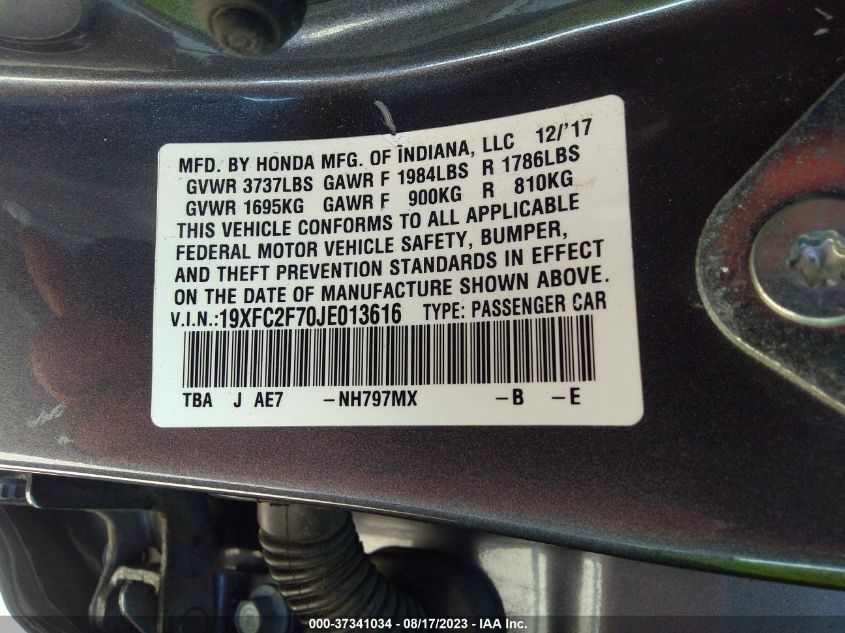 MFD. BY HONDA MFG. OF INDIANA, LLC 12/'17
GVWR 3737LBS GAWR F 1984LBS R 1786LBS
GVWR 1695KG GAWR F 900KG R 810KG
THIS VEHICLE CONFORMS TO ALL APPLICABLE
FEDERAL MOTOR VEHICLE SAFETY, BUMPER,
AND THEFT PREVENTION STANDARDS IN EFFECT
ON THE DATE OF MANUFACTURE SHOWN ABOVE.
V.I.N.:19XFC2F70JE013616 TYPE: PASSENGER CAR
TBA J AE7 -NH797MX -B -E
000-37341034 - 08/17/2023 - IAA Inc.